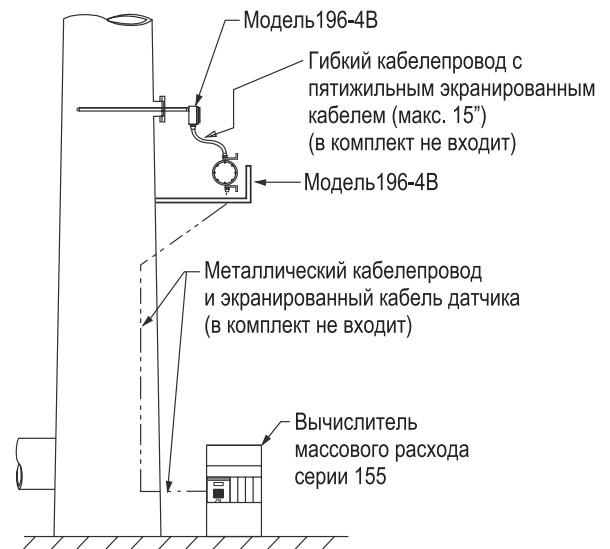 Модель196-4В
Гибкий кабелепровод с
пятижильным экранированным
кабелем (макс. 15”)
(в комплект не входит)
Модель196-4В
Металлический кабелепровод
и экранированный кабель датчика
(в комплект не входит)
Вычислитель
массового расхода
серии 155